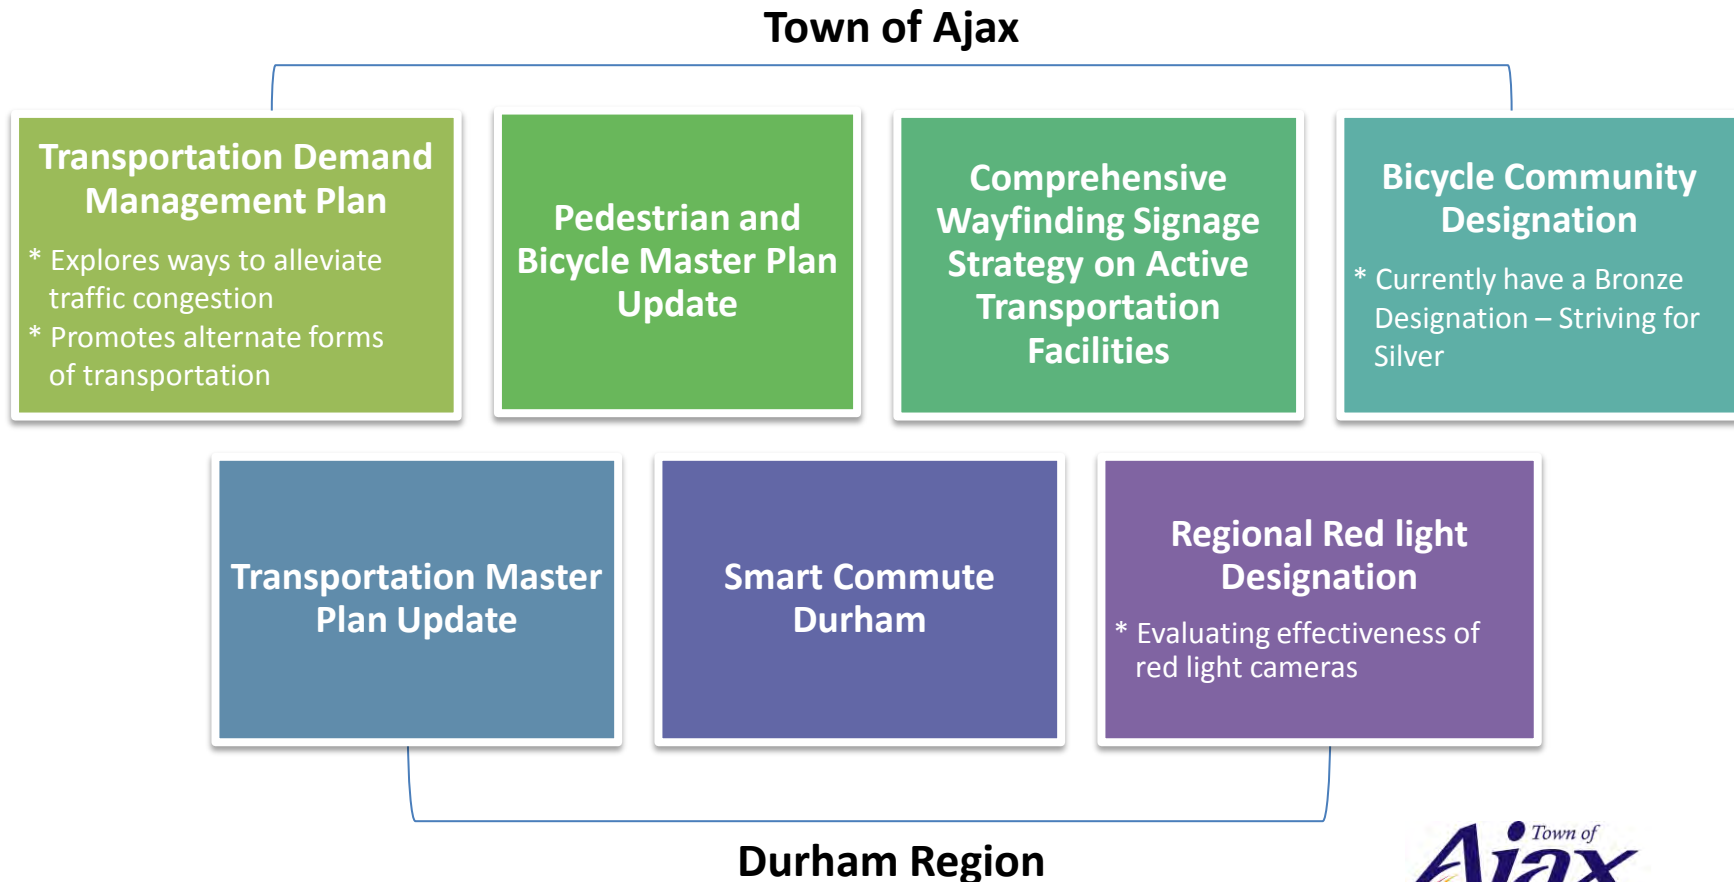 Town of Ajax
Transportation Demand
Management Plan
* Explores ways to alleviate
traffic congestion
* Promotes alternate forms
of transportation
Pedestrian and
Bicycle Master Plan
Update
Comprehensive
Wayfinding Signage
Strategy on Active
Transportation
Facilities
Bicycle Community
Designation
* Currently have a Bronze
Designation – Striving for
Silver
Transportation Master
Plan Update
Smart Commute
Durham
Regional Red light
Designation
* Evaluating effectiveness of
red light cameras
Durham Region
Town of
Ajax